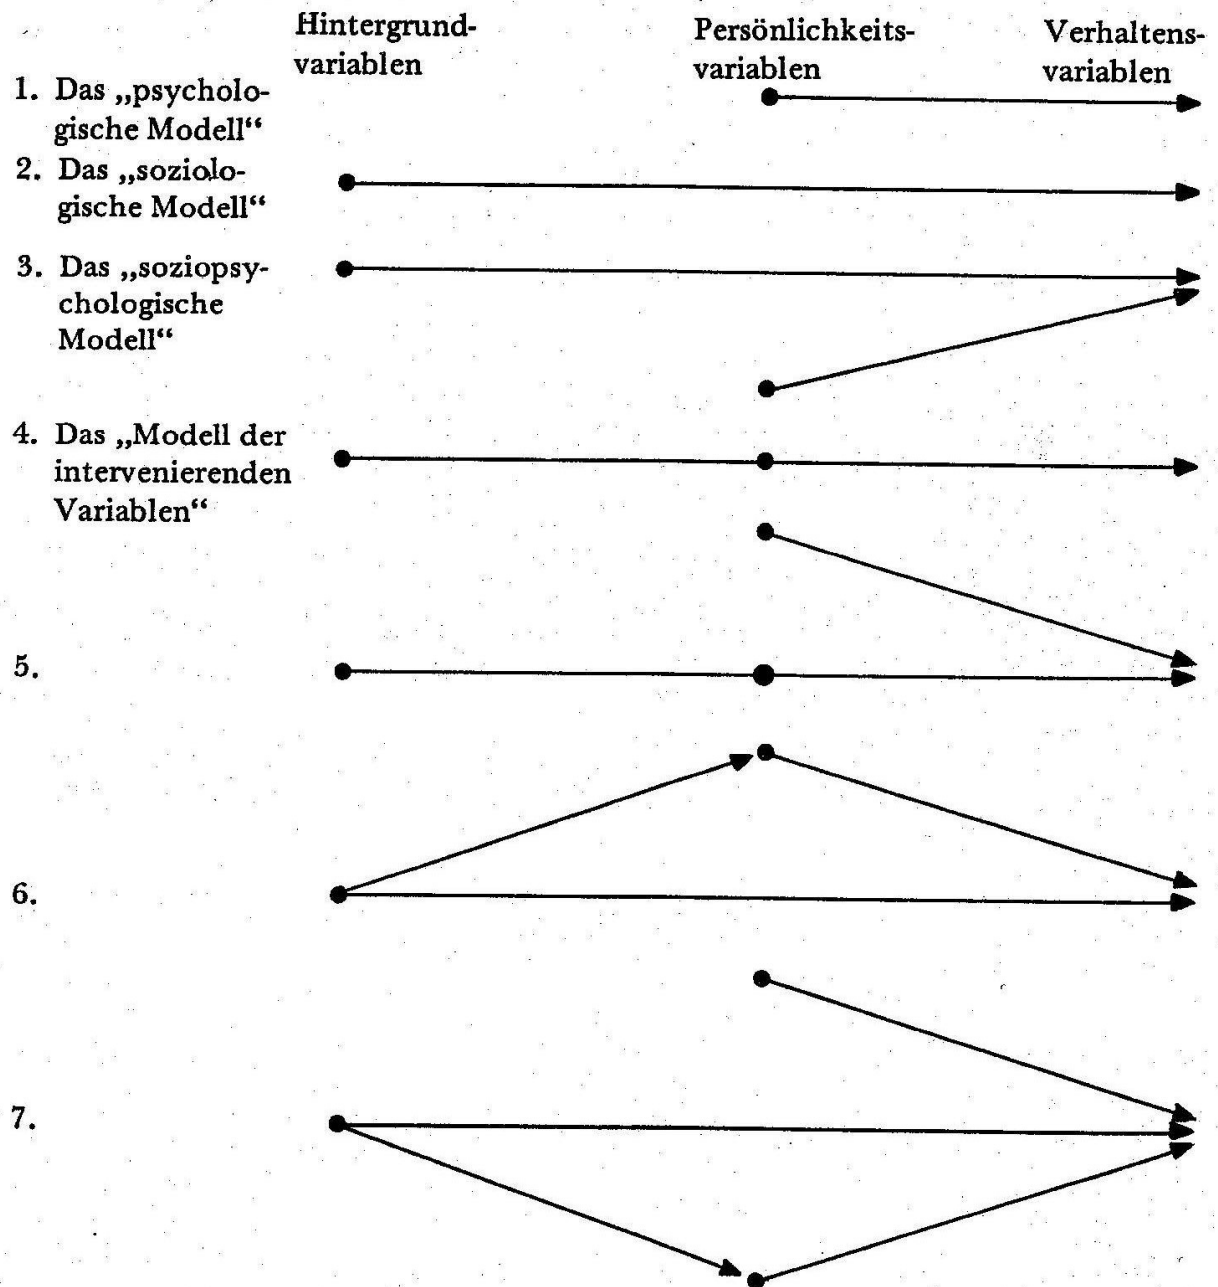 Hintergrund-
variablen
Persönlichkeits-
variablen
Verhaltens-
variablen
1. Das „psycholo-
gische Modell“
2. Das „soziolo-
gische Modell“
3. Das „soziopsy-
chologische
Modell“
4. Das „Modell der
intervenierenden
Variablen“
5.
6.
7.